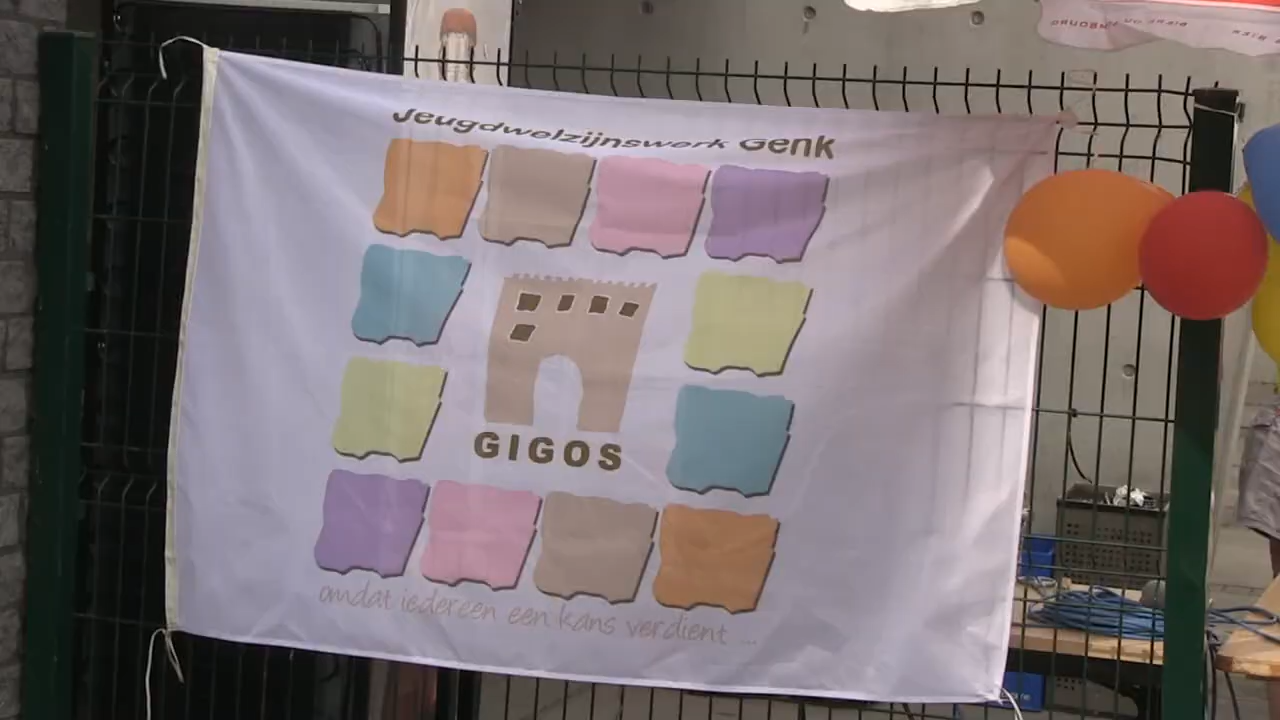 Jeugdwelzijnswerk Genk
GIGOS
omdat iedereen een kans verdient ...